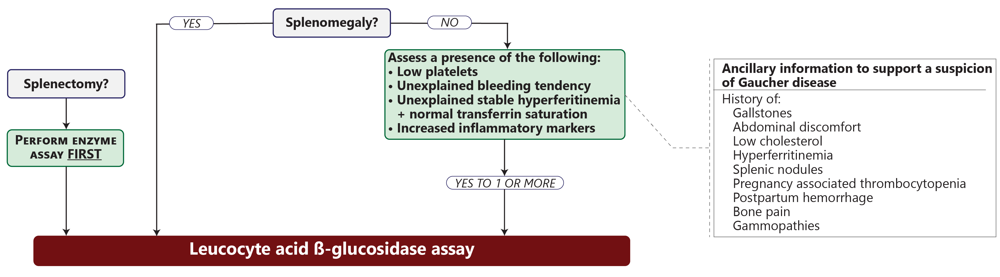 Splenomegaly?
YES
NO
Splenectomy?
PERFORM ENZYME
ASSAY FIRST
Assess a presence of the following:
• Low platelets
• Unexplained bleeding tendency
• Unexplained stable hyperferitinemia
+ normal transferrin saturation
• Increased inflammatory markers
YES TO 1 OR MORE
Ancillary information to support a suspicion
of Gaucher disease
History of:
Gallstones
Abdominal discomfort
Low cholesterol
Hyperferritinemia
Splenic nodules
Pregnancy associated thrombocytopenia
Postpartum hemorrhage
Bone pain
Gammopathies
Leucocyte acid ß-glucosidase assay